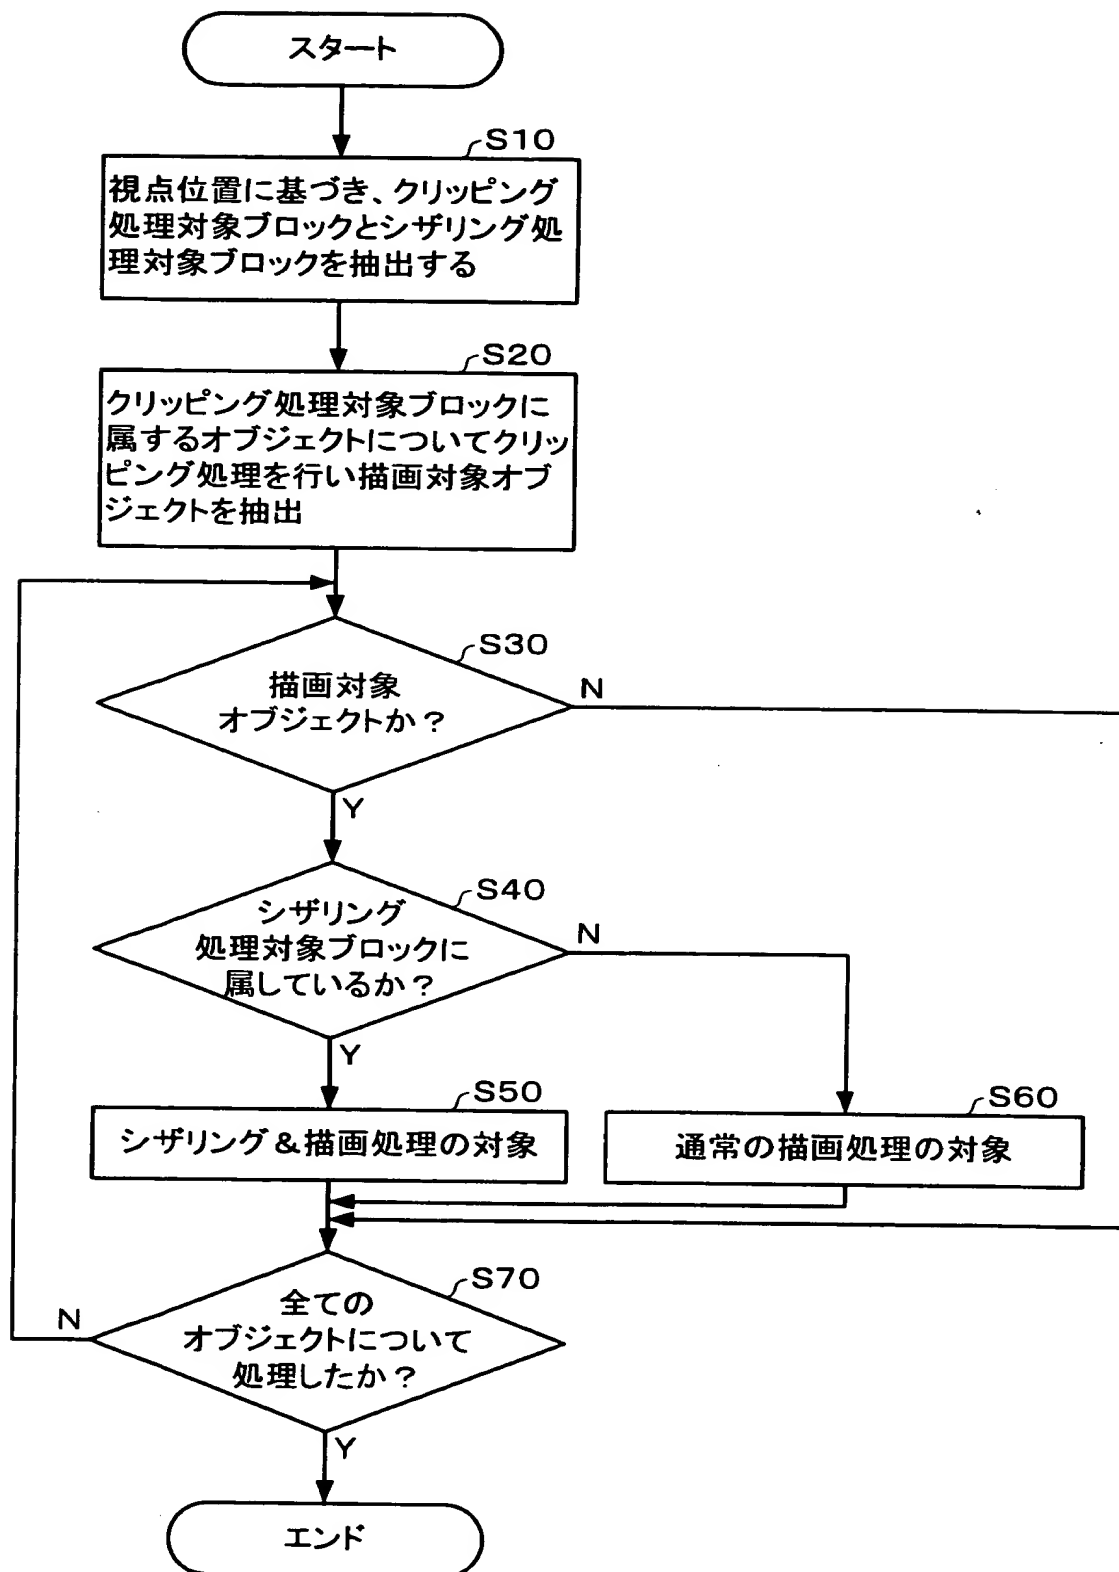 スタート
S10
視点位置に基づき、クリッピング
処理対象ブロックとシザリング処
理対象ブロックを抽出する
S20
クリッピング処理対象ブロックに
属するオブジェクトについてクリッ
ピング処理を行い描画対象オブ
ジェクトを抽出
S30
描画対象
オブジェクトか？
N
Y
S40
シザリング
処理対象ブロックに
属しているか？
N
Y
S50
シザリング＆描画処理の対象
S60
通常の描画処理の対象
S70
全ての
オブジェクトについて
処理したか？
N
Y
エンド